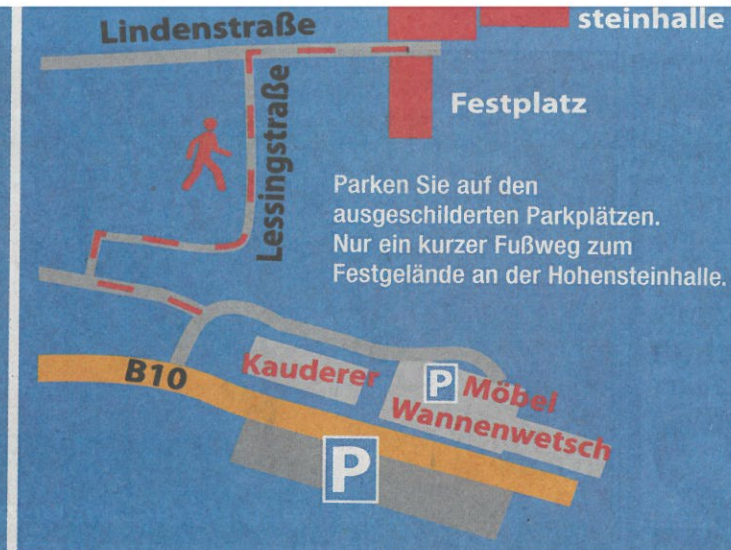 Lindenstraße
steinhalle
Festplatz
Lessingstraße
Parken Sie auf den
ausgeschilderten Parkplätzen.
Nur ein kurzer Fußweg zum
Festgelände an der Hohensteinhalle.
B10
Kauderer
P Möbel
Wannenwetsch
P